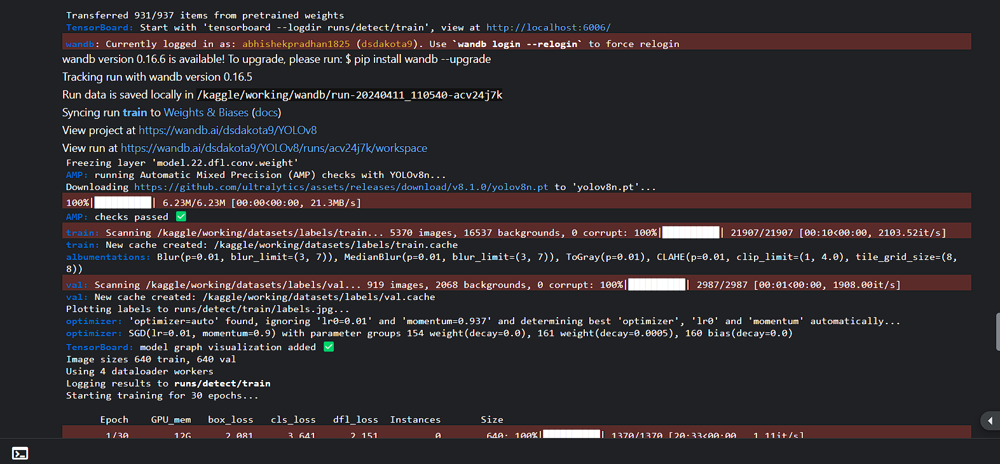 Transferred 931/937 items from pretrained weights
TensorBoard: Start with 'tensorboard --logdir runs/detect/train', view at http://localhost:6006/
wandb: Currently logged in as: abhishekpradhan1825 (dsdakota9). Use `wandb login --relogin` to force relogin
wandb version 0.16.6 is available! To upgrade, please run: $ pip install wandb --upgrade
Tracking run with wandb version 0.16.5
Run data is saved locally in /kaggle/working/wandb/run-20240411_110540-acv24j7k
Syncing run train to Weights & Biases (docs)
View project at https://wandb.ai/dsdakota9/YOLOv8
View run at https://wandb.ai/dsdakota9/YOLOv8/runs/acv24j7k/workspace
Freezing layer 'model.22.dfl.conv.weight'
AMP: running Automatic Mixed Precision (AMP) checks with YOLOv8n...
Downloading https://github.com/ultralytics/assets/releases/download/v8.1.0/yolov8n.pt to 'yolov8n.pt'...
100%|██████████| 6.23M/6.23M [00:00<00:00, 21.3MB/s]
AMP: checks passed ✅
train: Scanning /kaggle/working/datasets/labels/train... 5370 images, 16537 backgrounds, 0 corrupt: 100%|██████████| 21907/21907 [00:10<00:00, 2103.52it/s]
train: New cache created: /kaggle/working/datasets/labels/train.cache
albumentations: Blur(p=0.01, blur_limit=(3, 7)), MedianBlur(p=0.01, blur_limit=(3, 7)), ToGray(p=0.01), CLAHE(p=0.01, clip_limit=(1, 4.0), tile_grid_size=(8,
8))
val: Scanning /kaggle/working/datasets/labels/val... 919 images, 2068 backgrounds, 0 corrupt: 100%|██████████| 2987/2987 [00:01<00:00, 1908.00it/s]
val: New cache created: /kaggle/working/datasets/labels/val.cache
Plotting labels to runs/detect/train/labels.jpg...
optimizer: 'optimizer=auto' found, ignoring 'lr0=0.01' and 'momentum=0.937' and determining best 'optimizer', 'lr0' and 'momentum' automatically...
optimizer: SGD(lr=0.01, momentum=0.9) with parameter groups 154 weight(decay=0.0), 161 weight(decay=0.0005), 160 bias(decay=0.0)
TensorBoard: model graph visualization added ✅
Image sizes 640 train, 640 val
Using 4 dataloader workers
Logging results to runs/detect/train
Starting training for 30 epochs...
Epoch GPU_mem box_loss cls_loss dfl_loss Instances Size
1/30 12G 2.081 3.641 2.151 0 640: 100%|██████████| 1370/1370 [20:33<00:00, 1.11it/s]